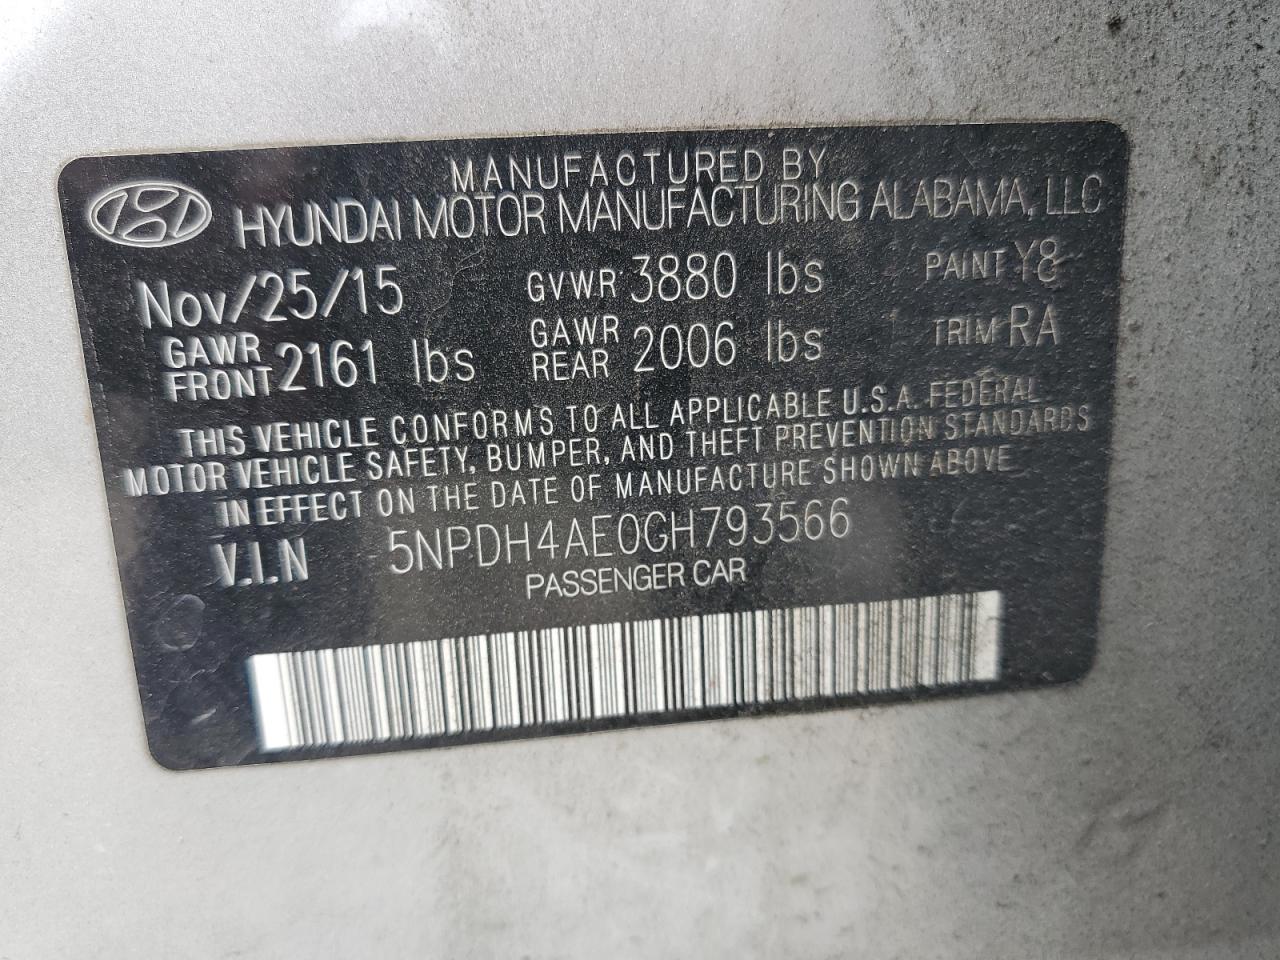 MANUFACTURED BY
HYUNDAI MOTOR MANUFACTURING ALABAMA, LLC
Nov/25/15 GVWR 3880 lbs PAINT Y8
GAWR FRONT 2161 lbs GAWR REAR 2006 lbs TRIM RA
THIS VEHICLE CONFORMS TO ALL APPLICABLE U.S.A. FEDERAL
MOTOR VEHICLE SAFETY, BUMPER, AND THEFT PREVENTION STANDARDS
IN EFFECT ON THE DATE OF MANUFACTURE SHOWN ABOVE
V.I.N 5NPDH4AE0GH793566
PASSENGER CAR